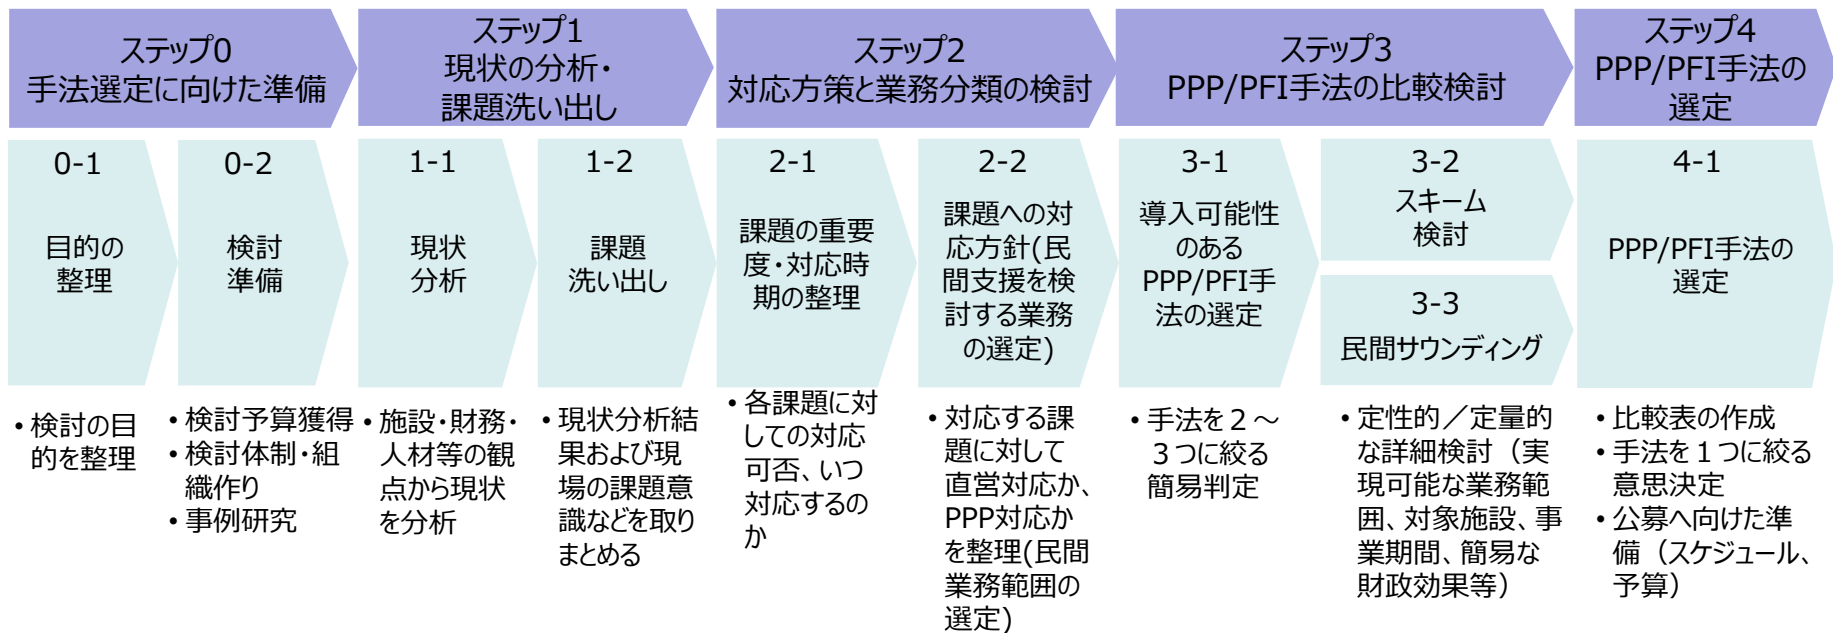 ステップ0
手法選定に向けた準備
ステップ1
現状の分析・
課題洗い出し
ステップ2
対応方策と業務分類の検討
ステップ3
PPP/PFI手法の比較検討
ステップ4
PPP/PFI手法の
選定
0-1
目的の
整理
0-2
検討
準備
1-1
現状
分析
1-2
課題
洗い出し
2-1
課題の重要
度・対応時
期の整理
2-2
課題への対
応方針(民
間支援を検
討する業務
の選定)
3-1
導入可能性
のある
PPP/PFI手
法の選定
3-2
スキーム
検討
3-3
民間サウンディング
4-1
PPP/PFI手法の
選定
• 検討の目
的を整理
• 検討予算獲得
• 検討体制・組
織作り
• 事例研究
• 施設・財務・
人材等の観
点から現状
を分析
• 現状分析結
果および現
場の課題意
識などを取り
まとめる
• 各課題に対
しての対応
可否、いつ
対応するの
か
• 対応する課
題に対して
直営対応か、
PPP対応か
を整理(民間
業務範囲の
選定)
• 手法を２～
３つに絞る
簡易判定
• 定性的／定量的
な詳細検討（実
現可能な業務範
囲、対象施設、事
業期間、簡易な
財政効果等）
• 比較表の作成
• 手法を１つに絞る
意思決定
• 公募へ向けた準
備（スケジュール、
予算）